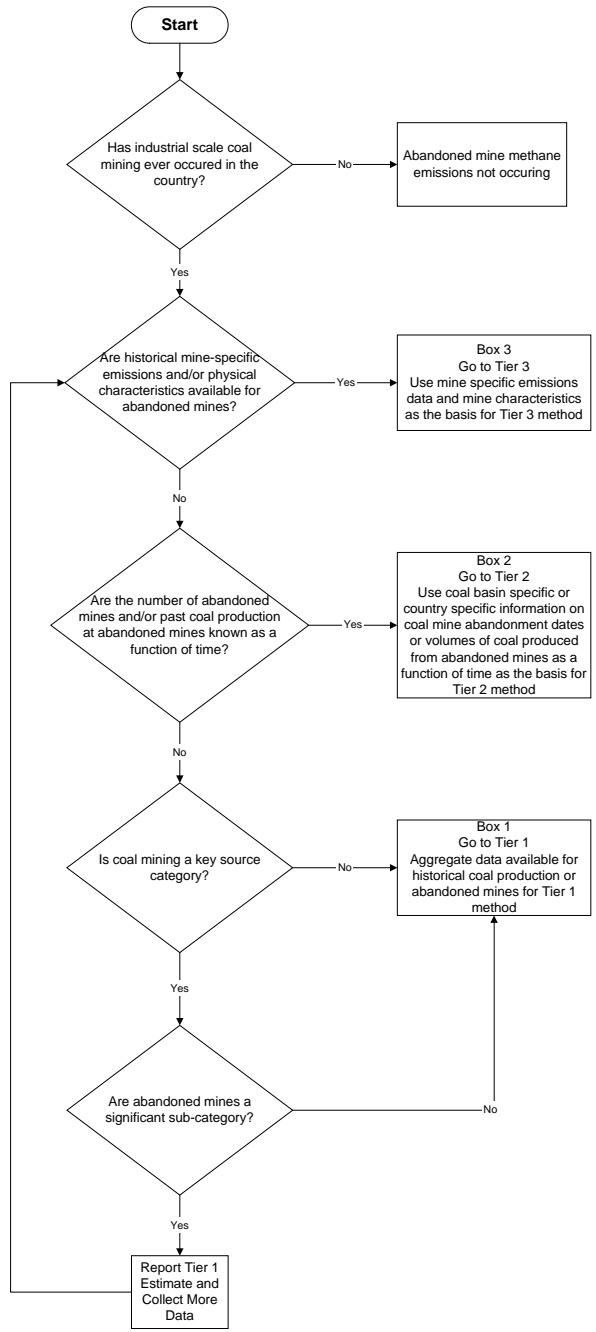 Start
Has industrial scale coal
mining ever occured in the
country?
No
Abandoned mine methane
emissions not occuring
Yes
Are historical mine-specific
emissions and/or physical
characteristics available for
abandoned mines?
Yes
Box 3
Go to Tier 3
Use mine specific emissions
data and mine characteristics
as the basis for Tier 3 method
No
Are the number of abandoned
mines and/or past coal production
at abandoned mines known as a
function of time?
Yes
Box 2
Go to Tier 2
Use coal basin specific or
country specific information on
coal mine abandonment dates
or volumes of coal produced
from abandoned mines as a
function of time as the basis for
Tier 2 method
No
Is coal mining a key source
category?
No
Box 1
Go to Tier 1
Aggregate data available for
historical coal production or
abandoned mines for Tier 1
method
Yes
Are abandoned mines a
significant sub-category?
No
Yes
Report Tier 1
Estimate and
Collect More
Data